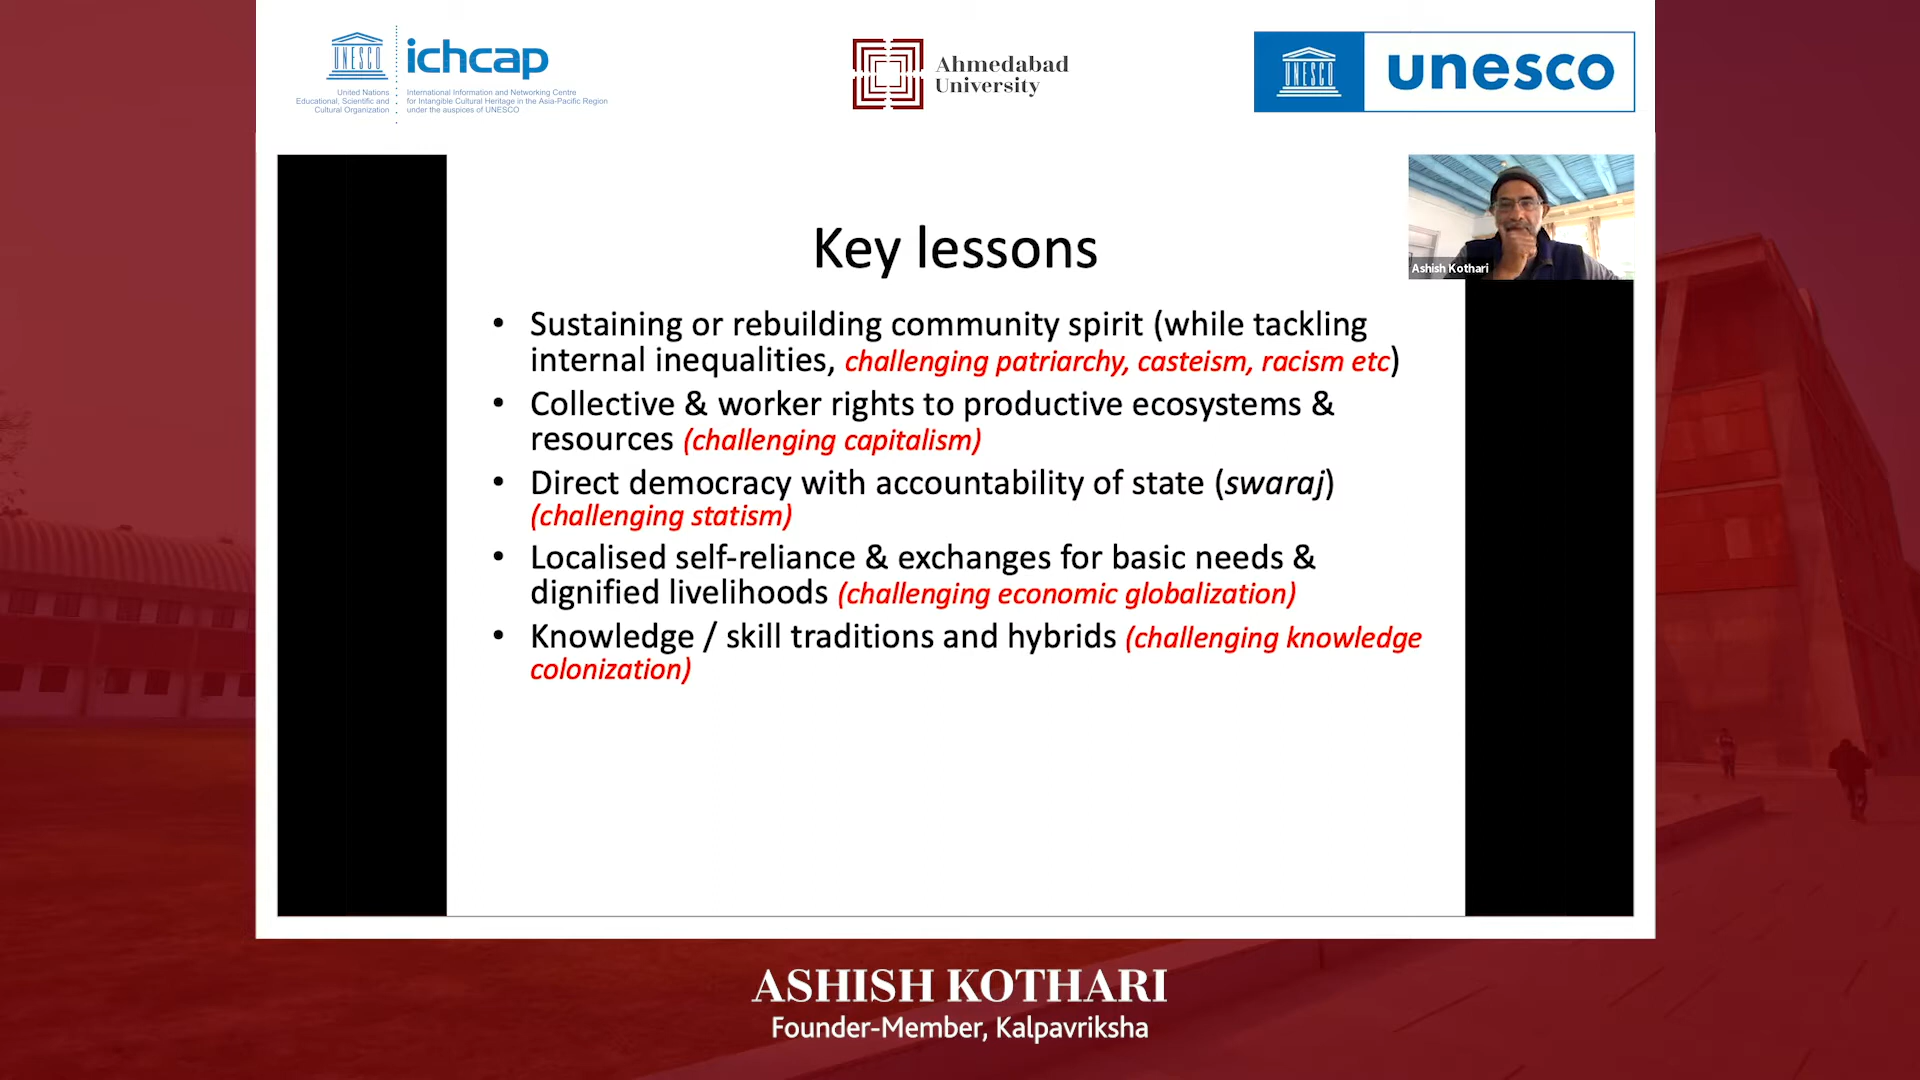 UNESCO
United Nations
Educational, Scientific and
Cultural Organization
ichcap
International Information and Networking Centre
for Intangible Cultural Heritage in the Asia-Pacific Region
under the auspices of UNESCO
Ahmedabad
University
UNESCO
unesco
Ashish Kothari
Key lessons
• Sustaining or rebuilding community spirit (while tackling
internal inequalities, challenging patriarchy, casteism, racism etc)
• Collective & worker rights to productive ecosystems &
resources (challenging capitalism)
• Direct democracy with accountability of state (swaraj)
(challenging statism)
• Localised self-reliance & exchanges for basic needs &
dignified livelihoods (challenging economic globalization)
• Knowledge / skill traditions and hybrids (challenging knowledge
colonization)
ASHISH KOTHARI
Founder-Member, Kalpavriksha